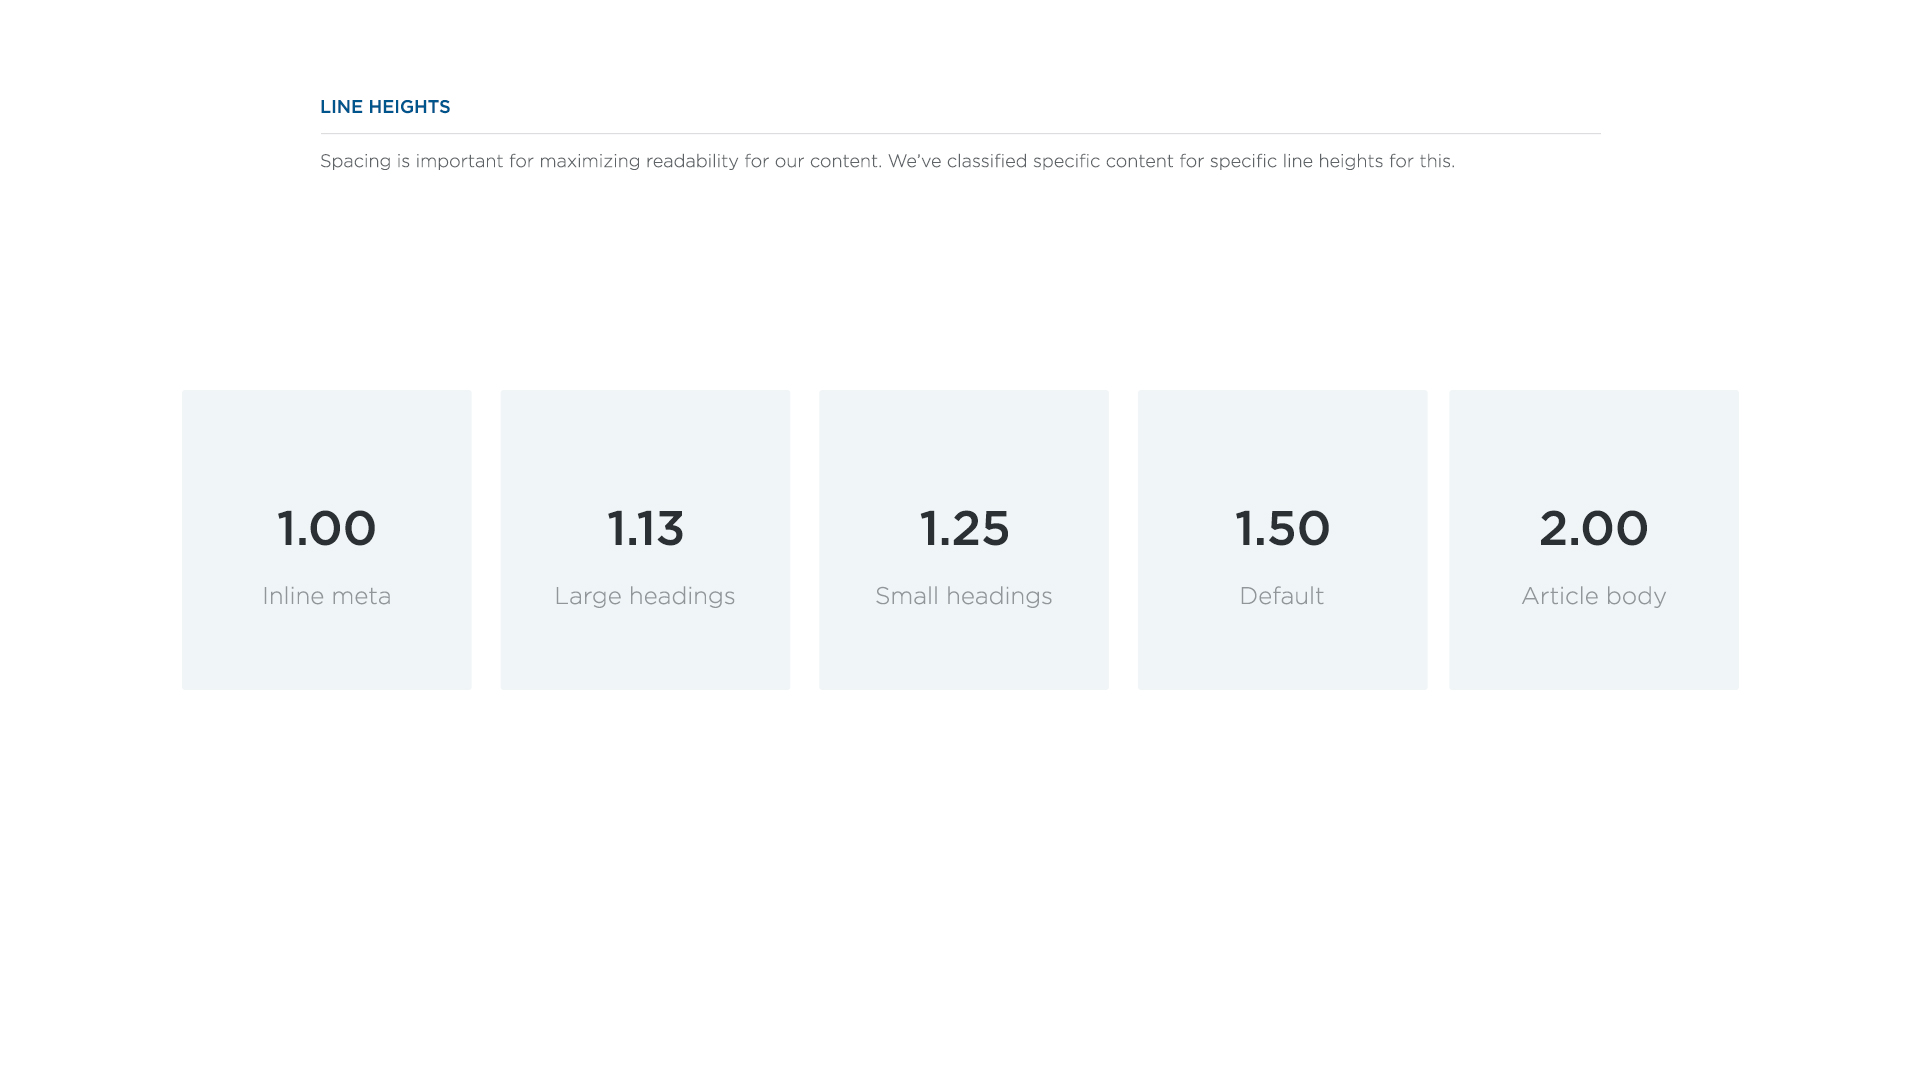 LINE HEIGHTS
Spacing is important for maximizing readability for our content. We’ve classified specific content for specific line heights for this.
1.00
Inline meta
1.13
Large headings
1.25
Small headings
1.50
Default
2.00
Article body